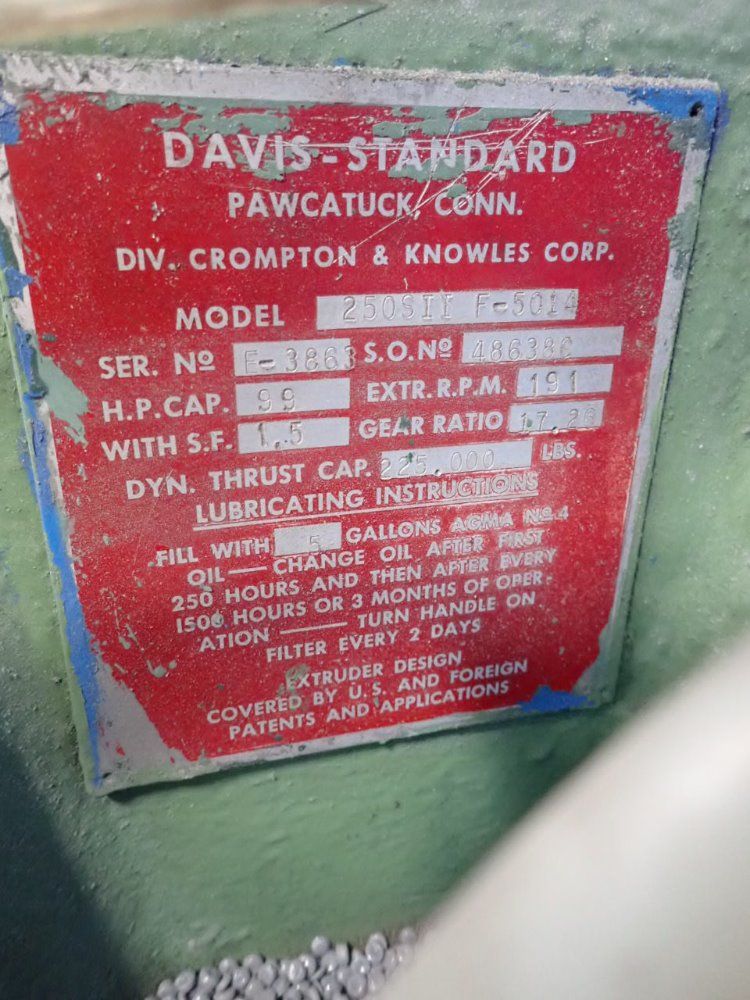 DAVIS-STANDARD
PAWCATUCK, CONN.
DIV. CROMPTON & KNOWLES CORP.
MODEL 250SII F-5014
SER. Nº E-3863 S.O.Nº
H.P.CAP. 99 EXTR.R.P.M. 191
WITH S.F. 1.5 GEAR RATIO
DYN. THRUST CAP. 225,000 LBS.
LUBRICATING INSTRUCTIONS
FILL WITH 5 GALLONS AGMA Nº.4
OIL — CHANGE OIL AFTER FIRST
250 HOURS AND THEN AFTER EVERY
1500 HOURS OR 3 MONTHS OF OPER-
ATION — TURN HANDLE ON
FILTER EVERY 2 DAYS
EXTRUDER DESIGN
COVERED BY U.S. AND FOREIGN
PATENTS AND APPLICATIONS